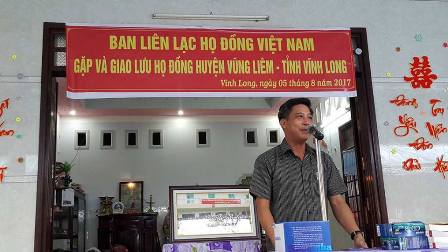 BAN LIÊN LẠC HỌ ĐỒNG VIỆT NAM
GẶP VÀ GIAO LƯU HỌ ĐỒNG HUYỆN VŨNG LIÊM - TỈNH VĨNH LONG
Vĩnh Long, ngày 05 tháng 8 năm 2017
囍